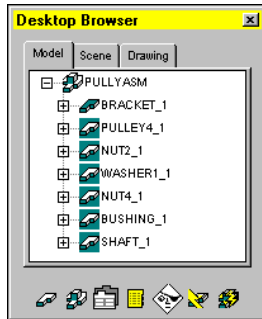 Desktop Browser
Model Scene Drawing
PULLYASM
BRACKET_1
PULLEY4_1
NUT2_1
WASHER1_1
NUT4_1
BUSHING_1
SHAFT_1